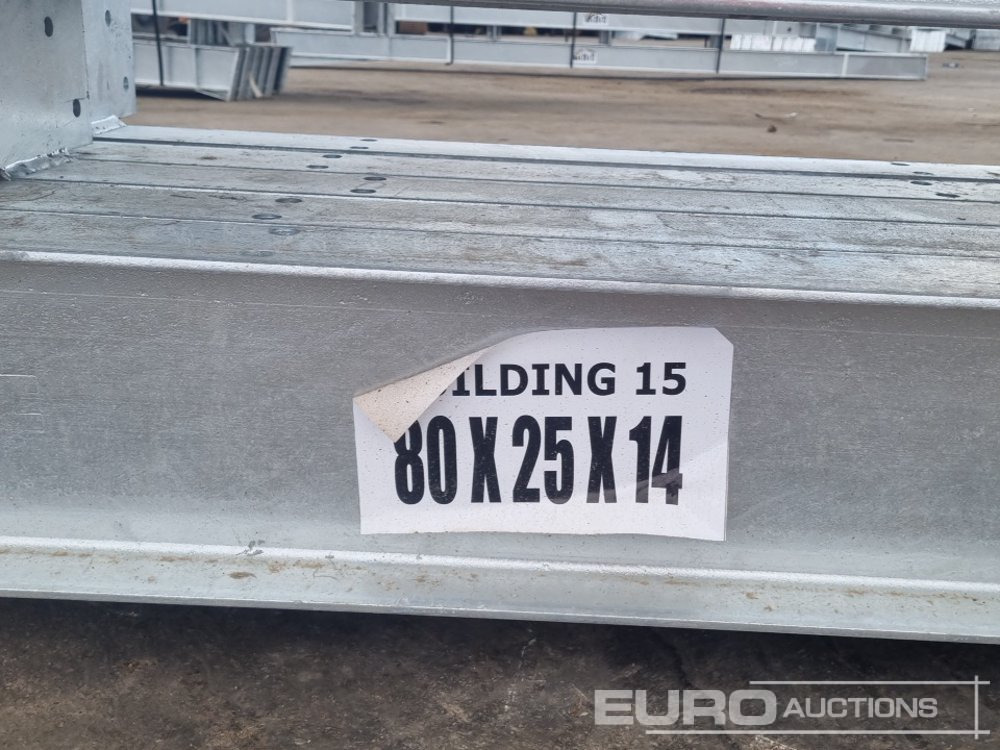 ILDING 15
80 X 25 X 14
EURO AUCTIONS